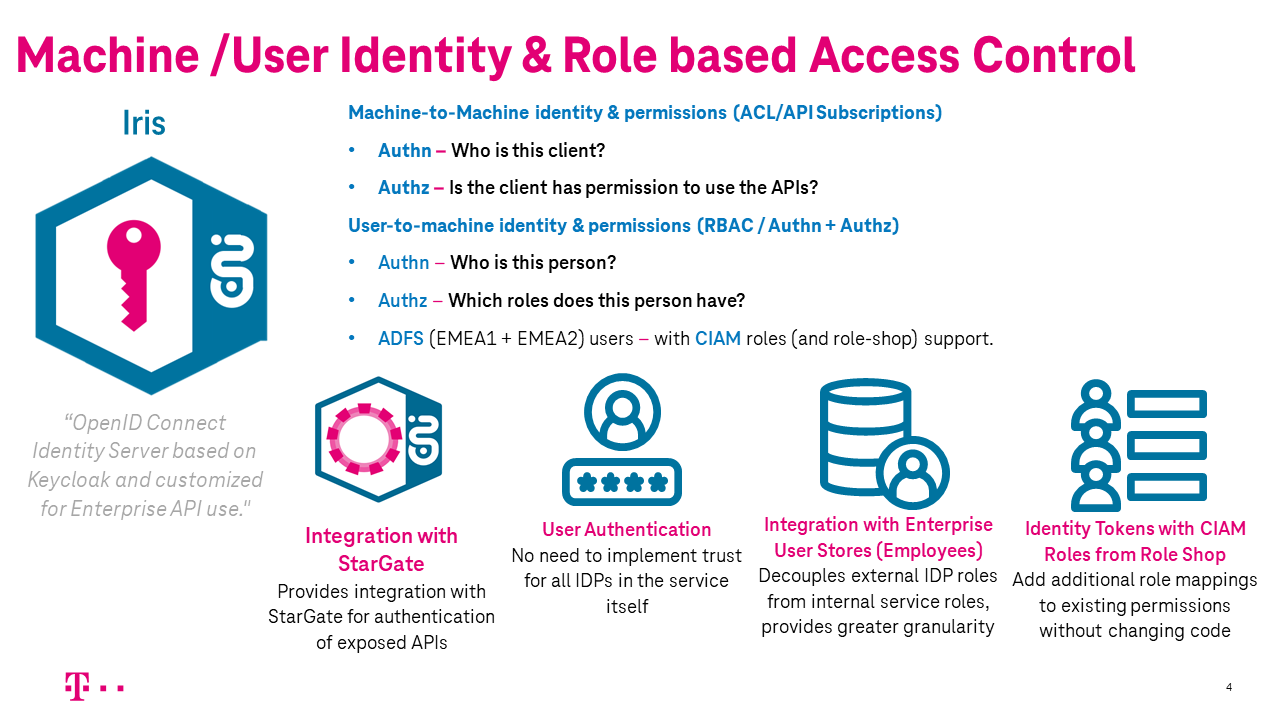 Machine /User Identity & Role based Access Control
Iris
Machine-to-Machine identity & permissions (ACL/API Subscriptions)
• Authn – Who is this client?
• Authz – Is the client has permission to use the APIs?
User-to-machine identity & permissions (RBAC / Authn + Authz)
• Authn – Who is this person?
• Authz – Which roles does this person have?
• ADFS (EMEA1 + EMEA2) users – with CIAM roles (and role-shop) support.
“OpenID Connect
Identity Server based on
Keycloak and customized
for Enterprise API use."
Integration with
StarGate
Provides integration with
StarGate for authentication
of exposed APIs
User Authentication
No need to implement trust
for all IDPs in the service
itself
Integration with Enterprise
User Stores (Employees)
Decouples external IDP roles
from internal service roles,
provides greater granularity
Identity Tokens with CIAM
Roles from Role Shop
Add additional role mappings
to existing permissions
without changing code
T
4